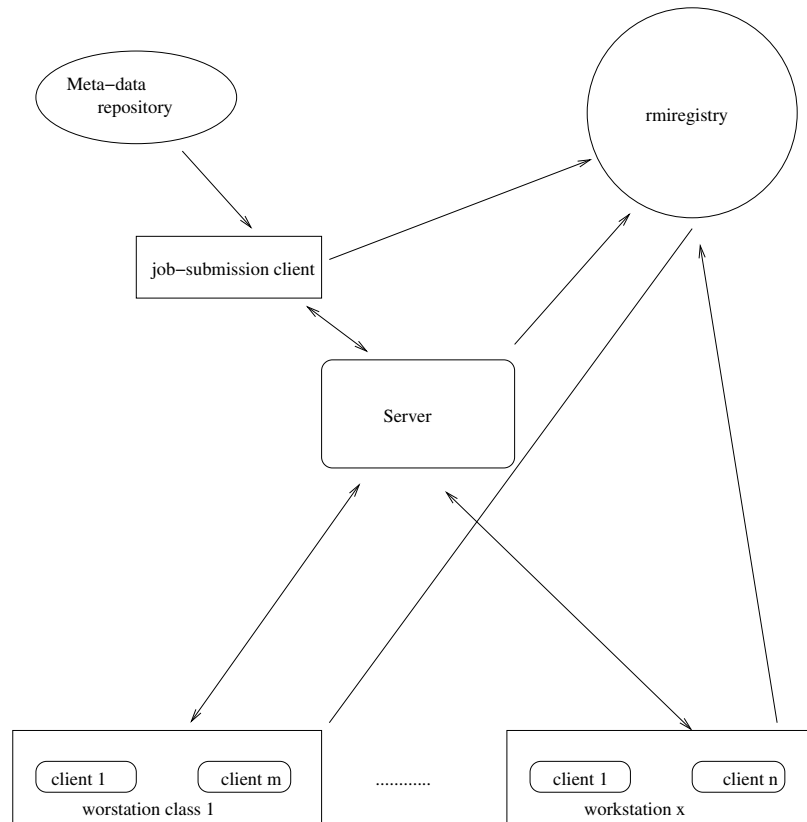 Meta−data
repository
rmiregistry
job−submission client
Server
client 1
client m
............
client 1
client n
worstation class 1
workstation x